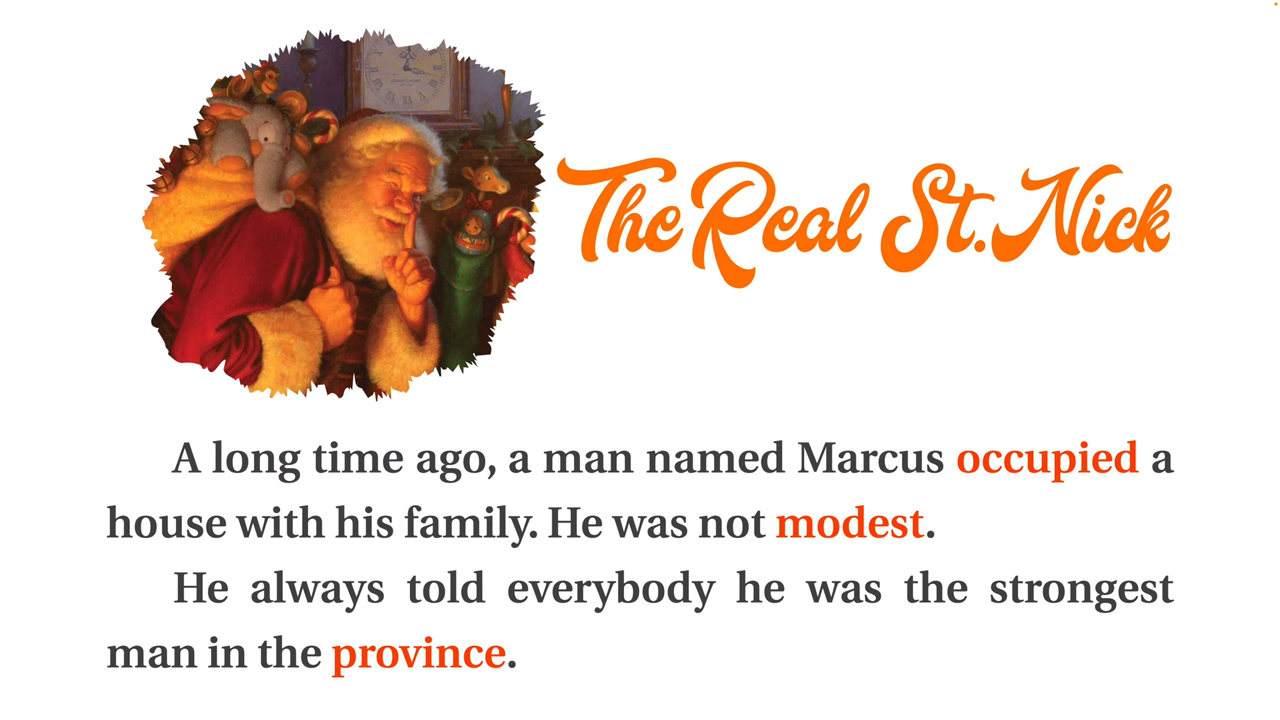 The Real St. Nick
A long time ago, a man named Marcus occupied a
house with his family. He was not modest.
He always told everybody he was the strongest
man in the province.